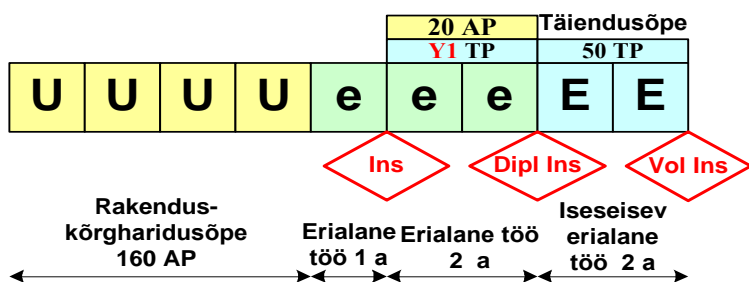 20 AP Täiendusõpe
Y1 TP 50 TP
U U U U e e e E E
Ins Dipl Ins Vol Ins
Rakendus-
kõrgharidusõpe
160 AP
Erialane
töö 1 a
Erialane töö
2 a
Iseseisev
erialane
töö 2 a